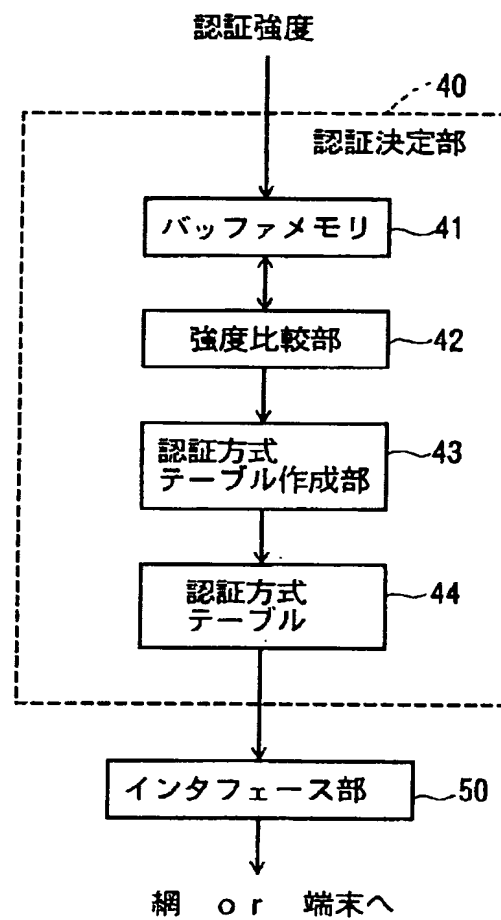 認証強度
40
認証決定部
バッファメモリ 41
強度比較部 42
認証方式 43
テーブル作成部
認証方式 44
テーブル
インタフェース部 50
網 or 端末へ